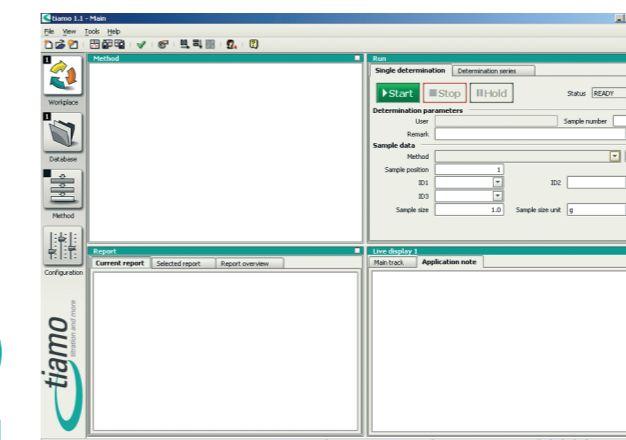 tiamo 1.1 - Main
File View Tools Help
Method
Run
Single determination Determination series
Start Stop Hold Status READY
Determination parameters
User Sample number
Remark
Sample data
Method
Sample position 1
ID1 ID2
ID3
Sample size 1.0 Sample size unit g
1
Workplace
1
Database
Method
Configuration
Report
Current report Selected report Report overview
Live display 1
Main track Application note
tiamo
titration and more